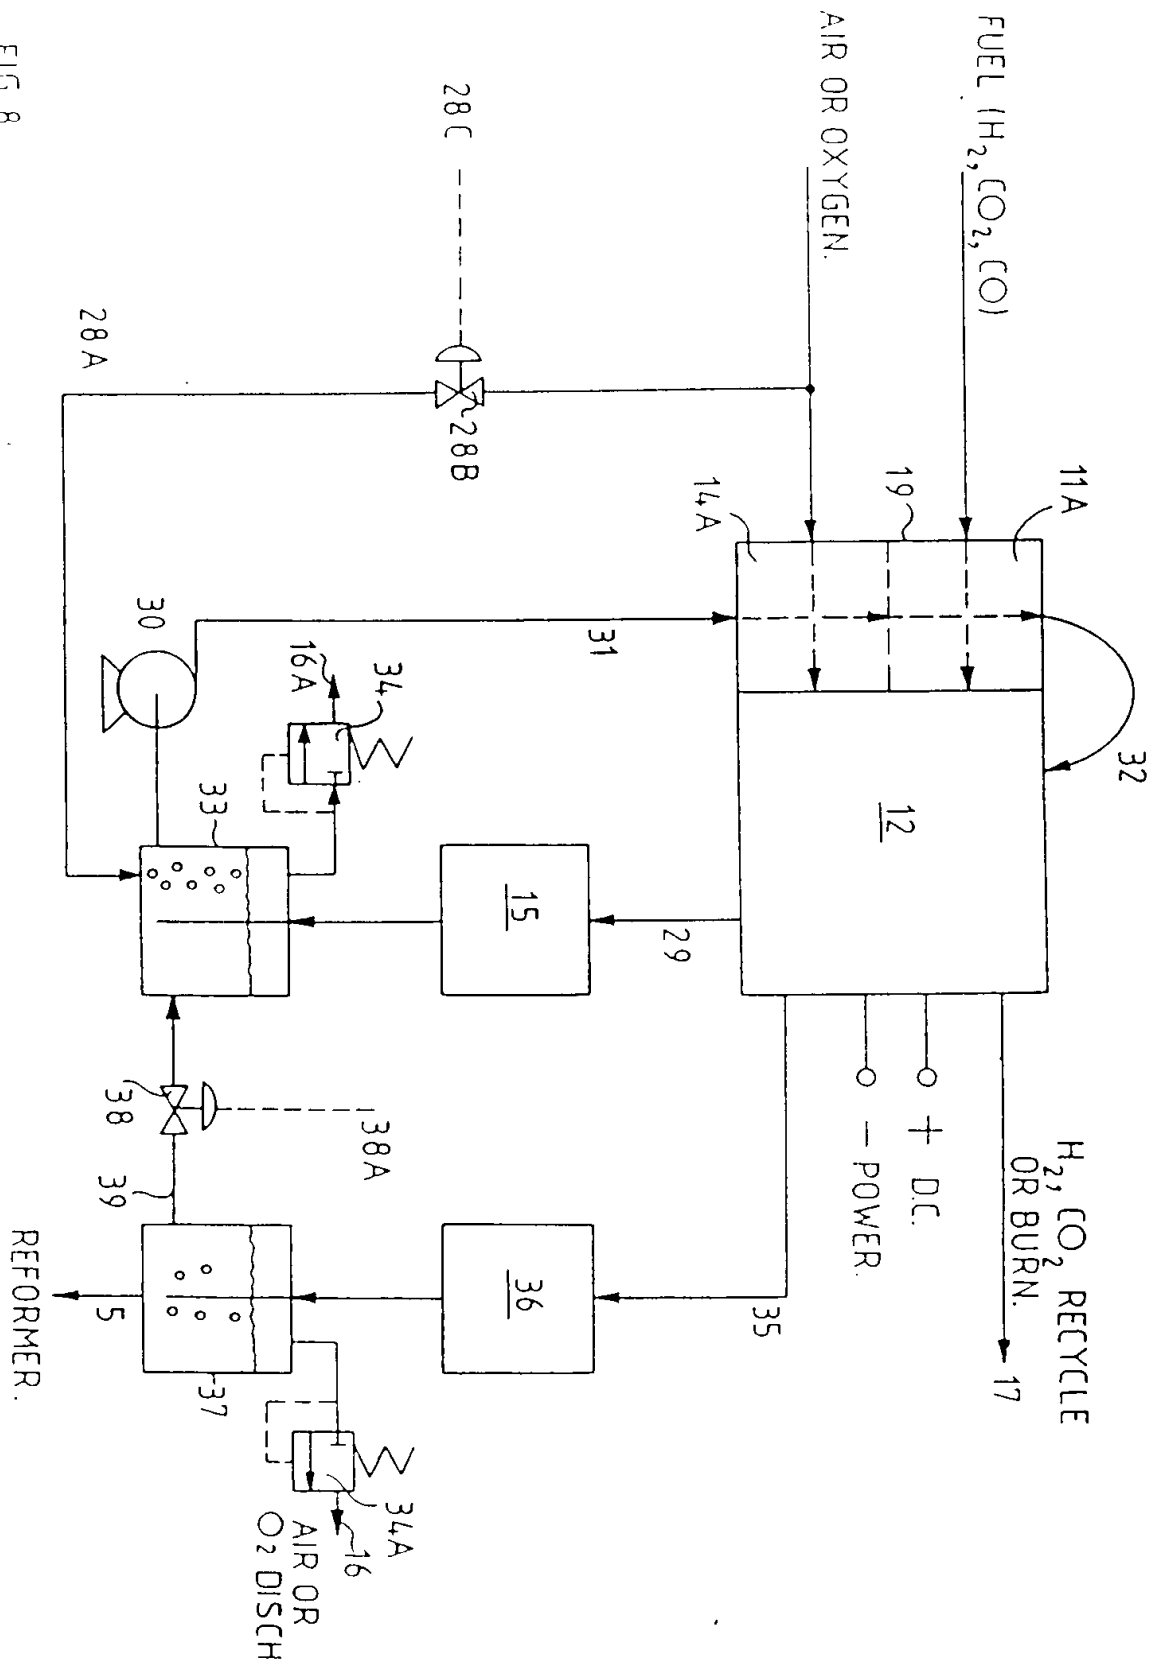 FUEL (H₂, CO₂, CO)
AIR OR OXYGEN.
28C
28A
28B
11A
19
14A
32
12
30
31
16A
34
33
15
29
H₂, CO₂ RECYCLE
OR BURN.
17
+ D.C.
− POWER.
38
38A
39
36
35
37
5
REFORMER.
34A
16
AIR OR
O₂ DISCH
FIG 8